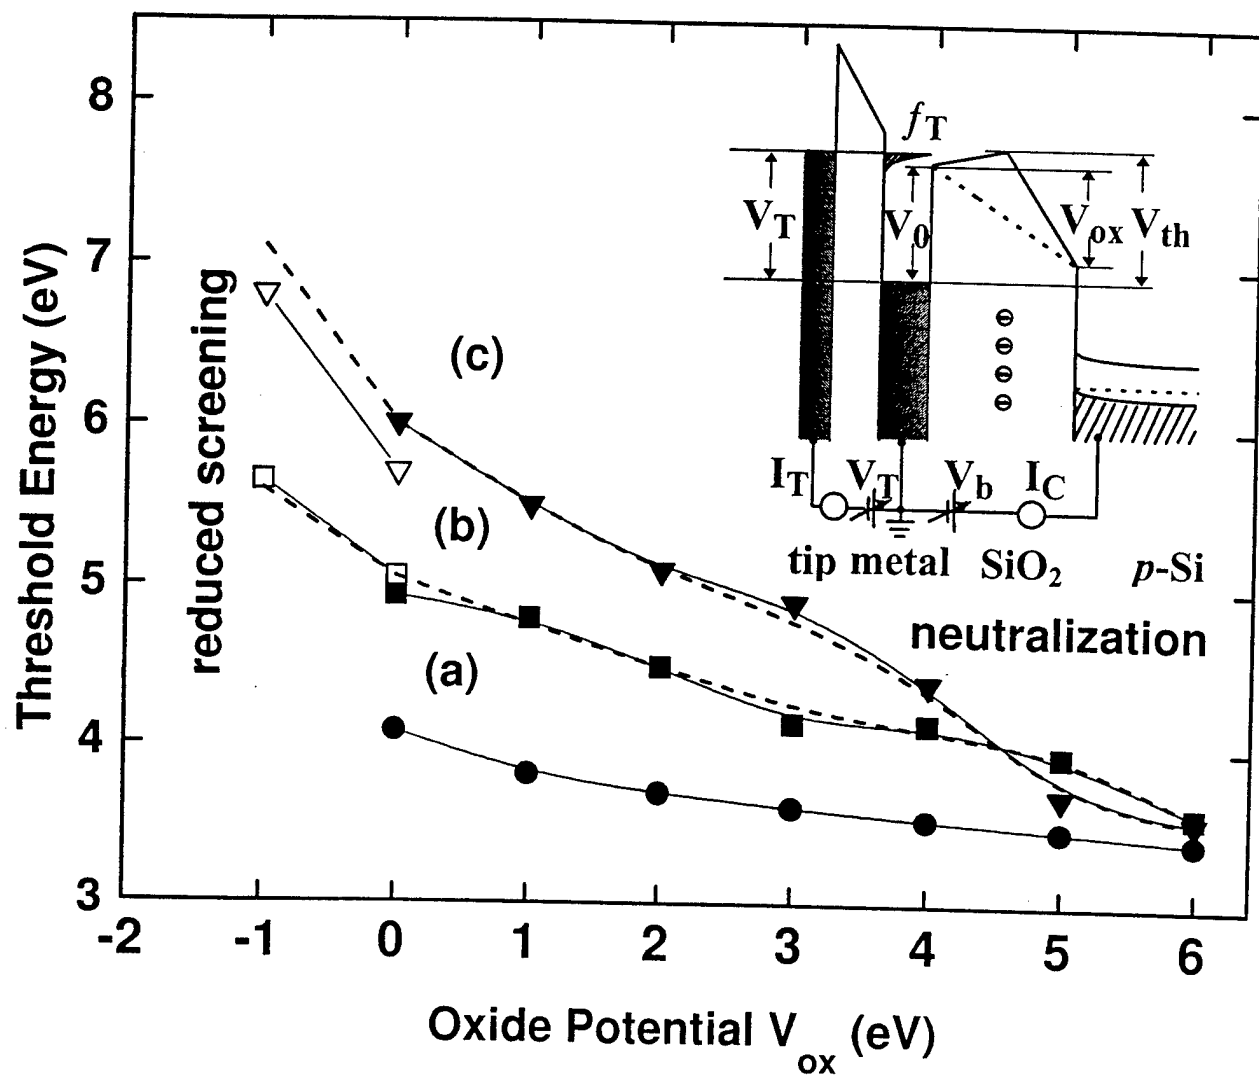 8
7
6
5
4
3
-2
-1
0
1
2
3
4
5
6
Threshold Energy (eV)
Oxide Potential V_ox (eV)
reduced screening
(c)
(b)
(a)
neutralization
f_T
V_T
V_0
V_ox
V_th
I_T
V_T
V_b
I_C
tip metal SiO₂ p-Si